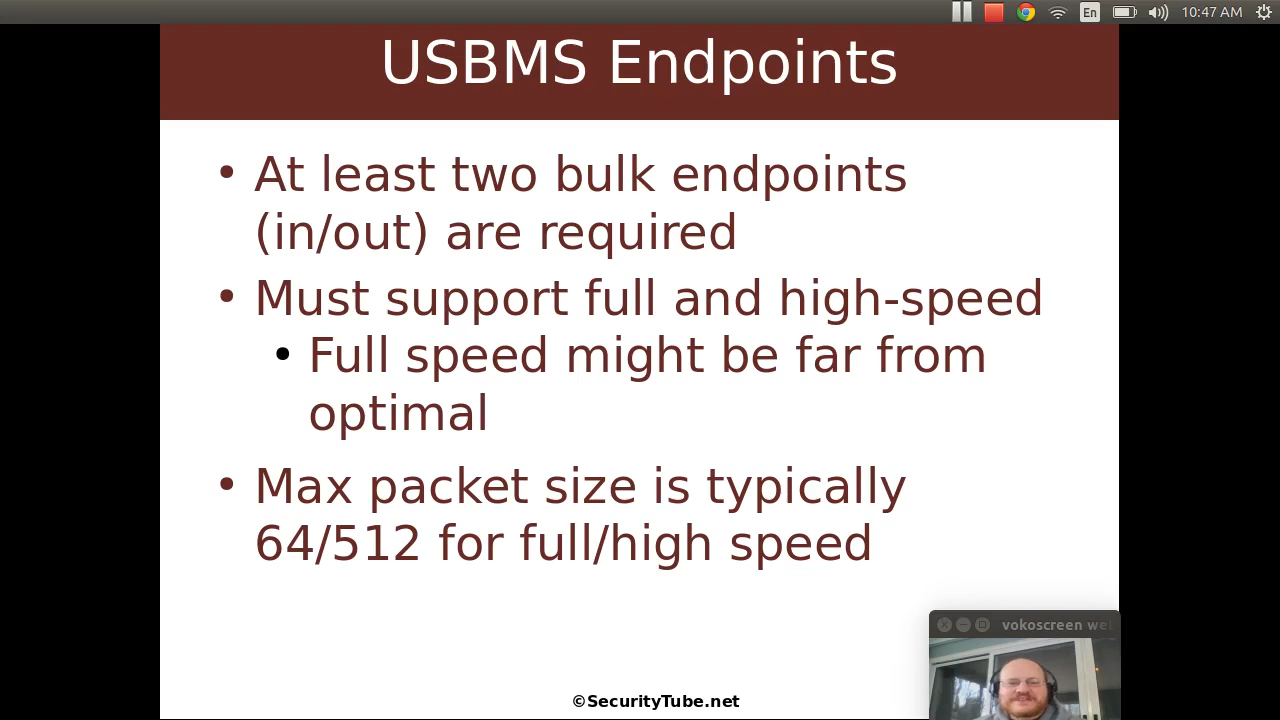 En 10:47 AM
USBMS Endpoints
• At least two bulk endpoints
(in/out) are required
• Must support full and high-speed
• Full speed might be far from
optimal
• Max packet size is typically
64/512 for full/high speed
vokoscreen we
©SecurityTube.net